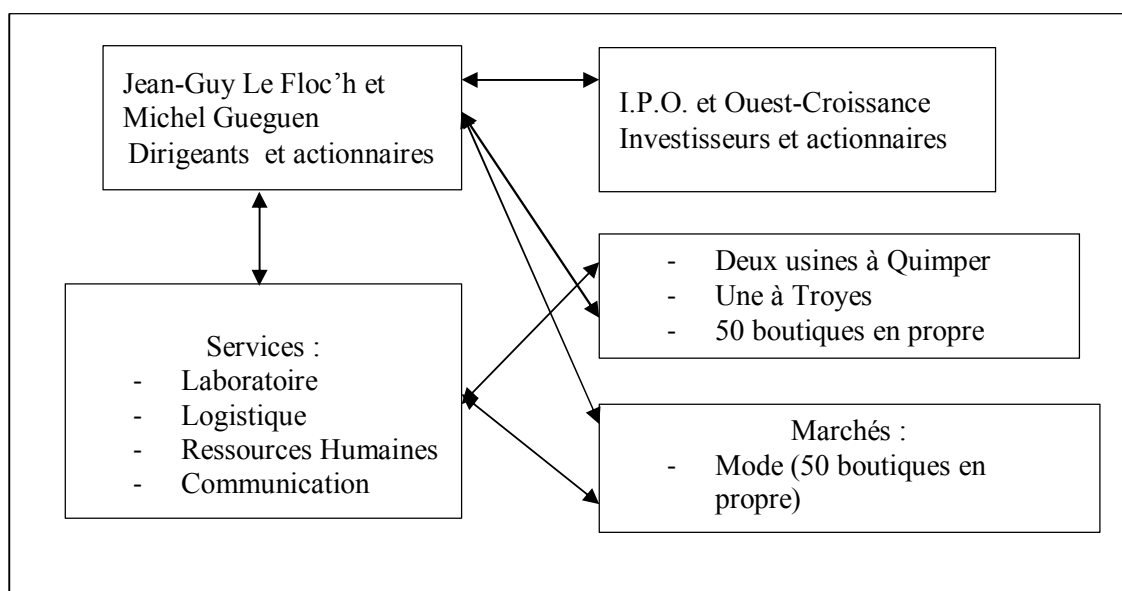 Jean-Guy Le Floc’h et
Michel Gueguen
Dirigeants et actionnaires
I.P.O. et Ouest-Croissance
Investisseurs et actionnaires
- Deux usines à Quimper
- Une à Troyes
- 50 boutiques en propre
Services :
- Laboratoire
- Logistique
- Ressources Humaines
- Communication
Marchés :
- Mode (50 boutiques en
propre)